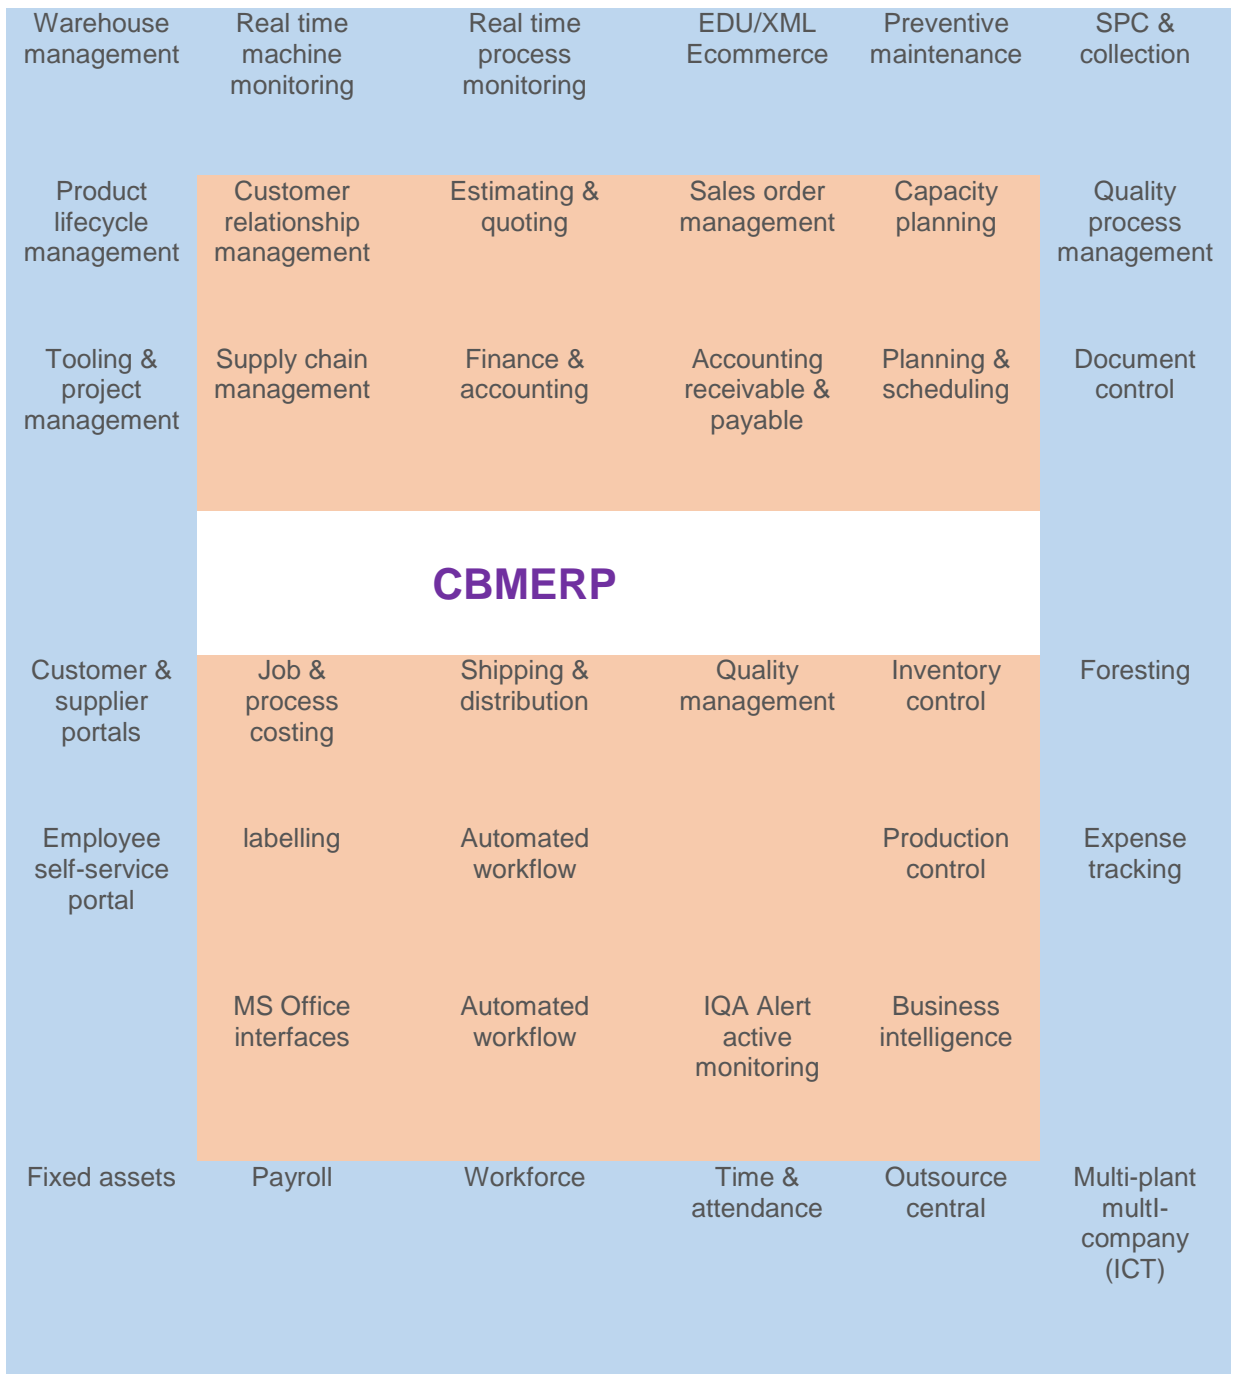 Warehouse
management
Real time
machine
monitoring
Real time
process
monitoring
EDU/XML
Ecommerce
Preventive
maintenance
SPC &
collection
Product
lifecycle
management
Customer
relationship
management
Estimating &
quoting
Sales order
management
Capacity
planning
Quality
process
management
Tooling &
project
management
Supply chain
management
Finance &
accounting
Accounting
receivable &
payable
Planning &
scheduling
Document
control
CBMERP
Customer &
supplier
portals
Job &
process
costing
Shipping &
distribution
Quality
management
Inventory
control
Foresting
Employee
self-service
portal
labelling
Automated
workflow
Production
control
Expense
tracking
MS Office
interfaces
Automated
workflow
IQA Alert
active
monitoring
Business
intelligence
Fixed assets
Payroll
Workforce
Time &
attendance
Outsource
central
Multi-plant
multI-
company
(ICT)